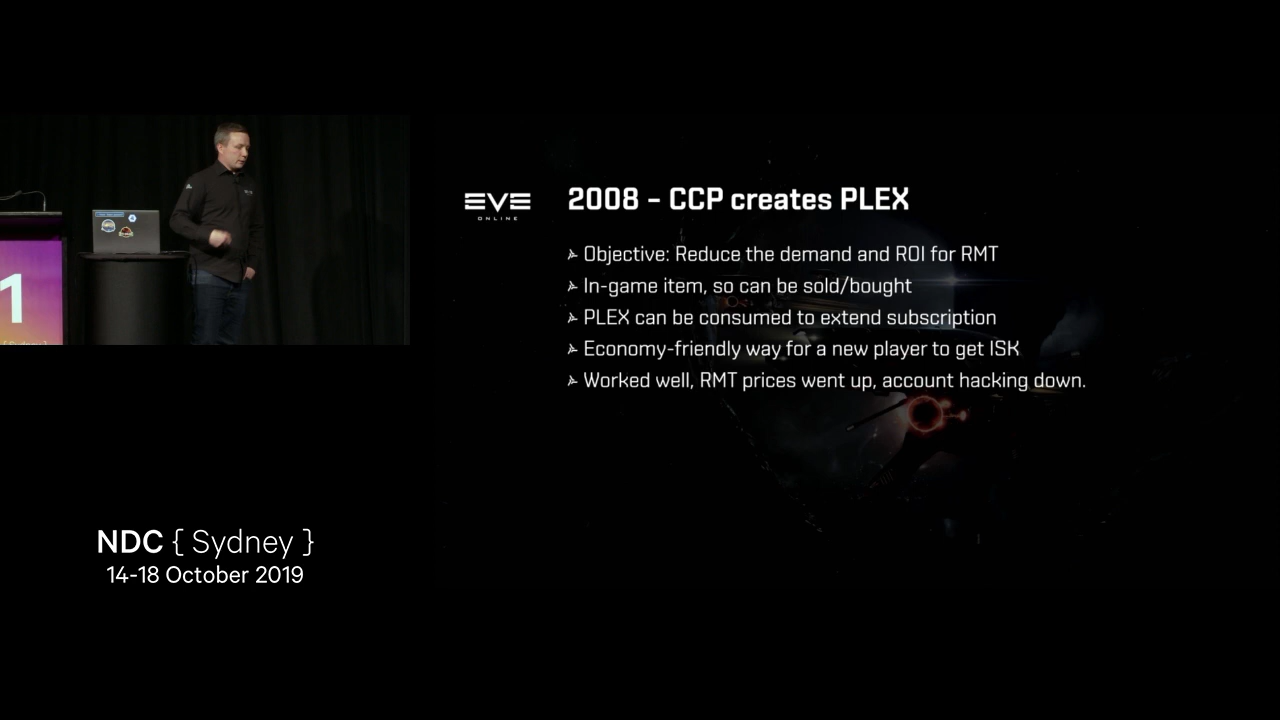 1
EVE
ONLINE
2008 – CCP creates PLEX
Objective: Reduce the demand and ROI for RMT
In-game item, so can be sold/bought
PLEX can be consumed to extend subscription
Economy-friendly way for a new player to get ISK
Worked well, RMT prices went up, account hacking down.
NDC { Sydney }
14-18 October 2019